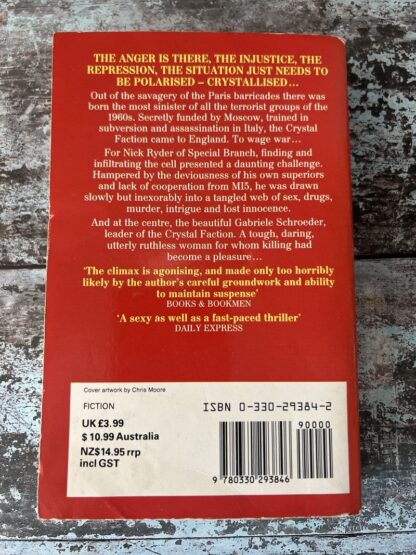 THE ANGER IS THERE, THE INJUSTICE, THE
REPRESSION, THE SITUATION JUST NEEDS TO
BE POLARISED – CRYSTALLISED...
Out of the savagery of the Paris barricades there was
born the most sinister of all the terrorist groups of the
1960s. Secretly funded by Moscow, trained in
subversion and assassination in Italy, the Crystal
Faction came to England. To wage war...
For Nick Ryder of Special Branch, finding and
infiltrating the cell presented a daunting challenge.
Hampered by the deviousness of his own superiors
and lack of cooperation from MI5, he was drawn
slowly but inexorably into a tangled web of sex, drugs,
murder, intrigue and lost innocence.
And at the centre, the beautiful Gabriele Schroeder,
leader of the Crystal Faction. A tough, daring,
utterly ruthless woman for whom killing had
become a pleasure...
‘The climax is agonising, and made only too horribly
likely by the author's careful groundwork and ability
to maintain suspense’
BOOKS & BOOKMEN
‘A sexy as well as a fast-paced thriller’
DAILY EXPRESS
Cover artwork by Chris Moore
FICTION
ISBN 0-330-29384-2
UK £3.99
$ 10.99 Australia
NZ$14.95 rrp
incl GST
90000
9 780330 293846